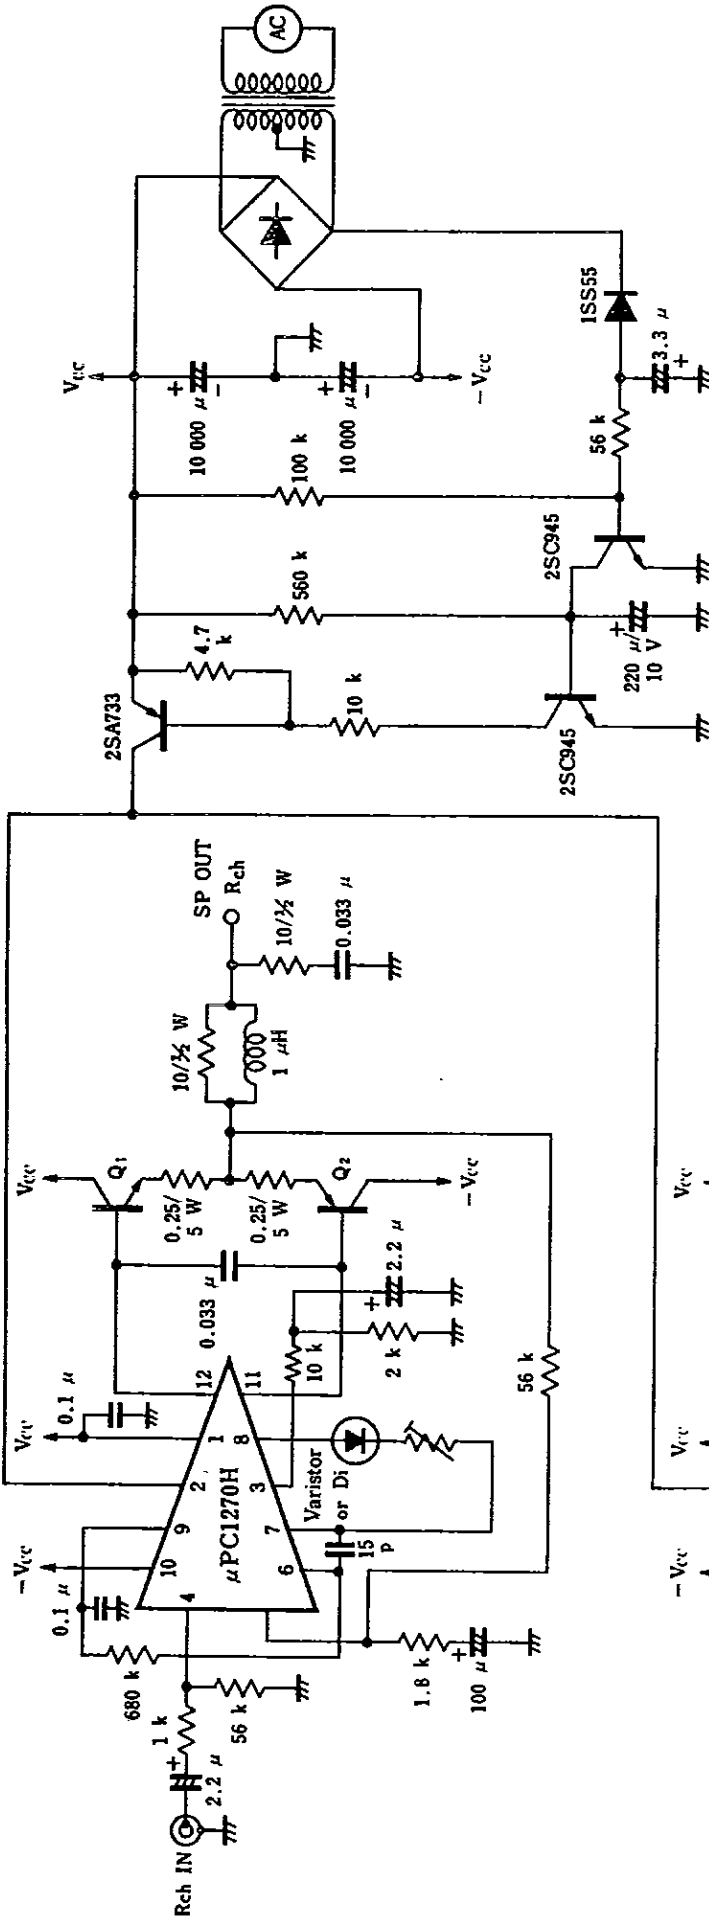 Rch IN
2.2 μ
+
1 k
56 k
680 k
0.1 μ
−VCC
VCC
0.1 μ
μPC1270H
4
10
9
2
1
12
11
8
3
7
6
15
p
Varistor
or Di
1.8 k
+
100 μ
56 k
10 k
2 k
+
2.2 μ
0.033 μ
VCC
Q1
0.25/
5 W
0.25/
5 W
Q2
−VCC
10/½ W
1 μH
SP OUT
Rch
10/½ W
0.033 μ
2SA733
4.7
k
10 k
2SC945
560 k
+
220 μ/
10 V
2SC945
100 k
56 k
3.3 μ
+
1SS55
VCC
+
10 000 μ
−
+
10 000 μ
−
−VCC
AC
−VCC
VCC
VCC